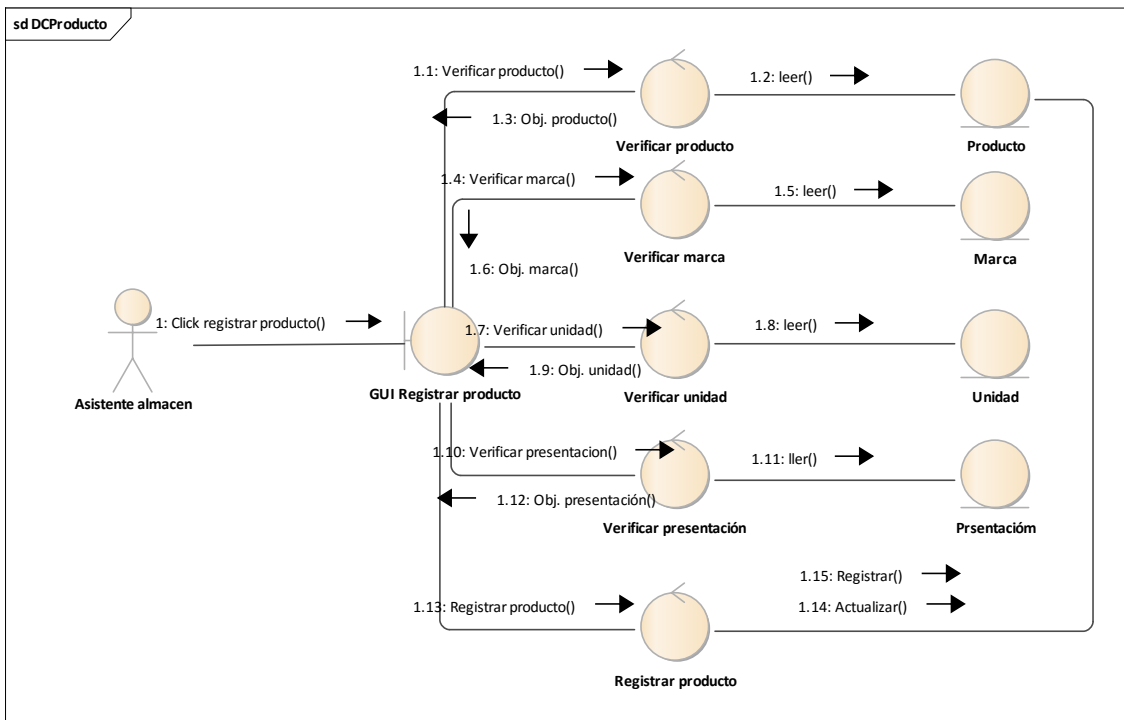 sd DCProducto
1.1: Verificar producto()
1.2: leer()
1.3: Obj. producto()
Verificar producto
Producto
1.4: Verificar marca()
1.5: leer()
Verificar marca
Marca
1.6: Obj. marca()
1: Click registrar producto()
1.7: Verificar unidad()
1.8: leer()
1.9: Obj. unidad()
Asistente almacen
GUI Registrar producto
Verificar unidad
Unidad
1.10: Verificar presentacion()
1.11: ller()
1.12: Obj. presentación()
Verificar presentación
Prsentacióm
1.15: Registrar()
1.13: Registrar producto()
1.14: Actualizar()
Registrar producto